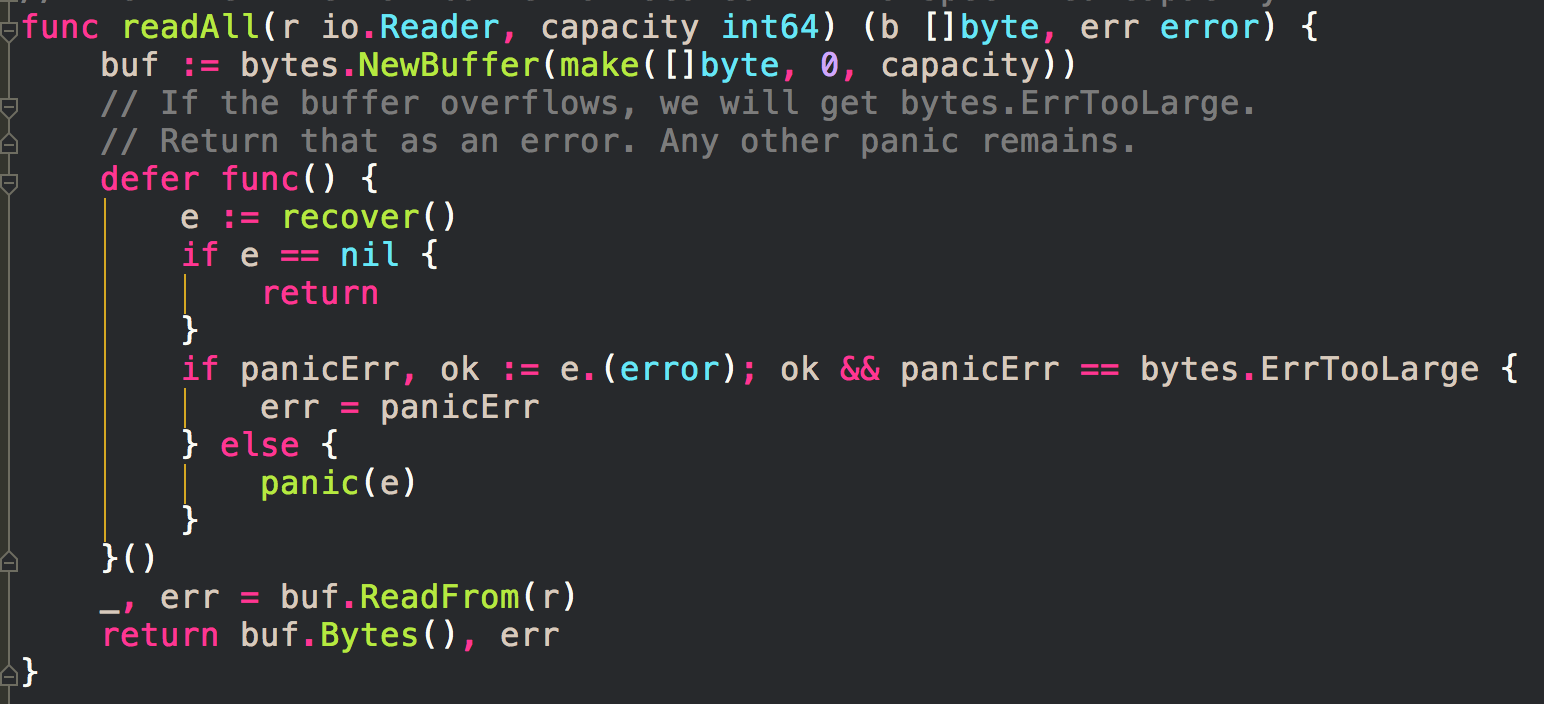 func readAll(r io.Reader, capacity int64) (b []byte, err error) {
    buf := bytes.NewBuffer(make([]byte, 0, capacity))
    // If the buffer overflows, we will get bytes.ErrTooLarge.
    // Return that as an error. Any other panic remains.
    defer func() {
        e := recover()
        if e == nil {
            return
        }
        if panicErr, ok := e.(error); ok && panicErr == bytes.ErrTooLarge {
            err = panicErr
        } else {
            panic(e)
        }
    }()
    _, err = buf.ReadFrom(r)
    return buf.Bytes(), err
}